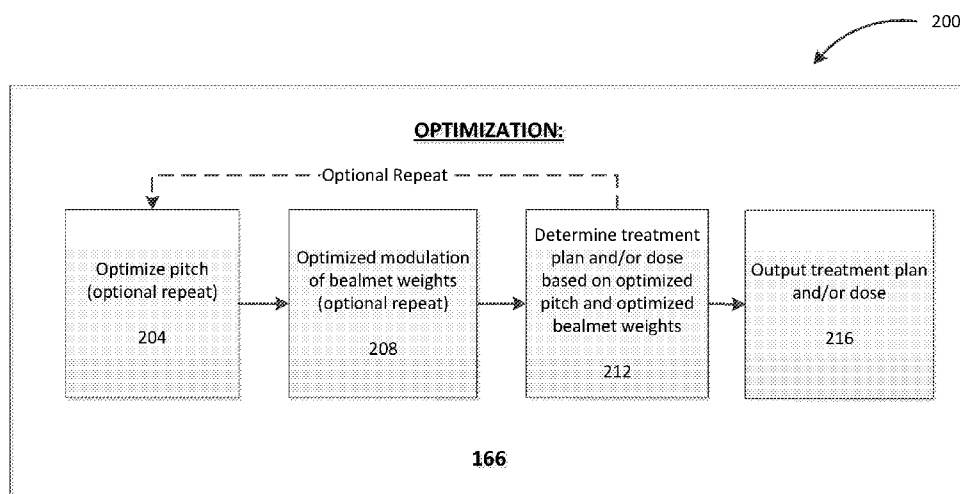 200
OPTIMIZATION:
Optional Repeat
Optimize pitch
(optional repeat)
204
Optimized modulation
of bealmet weights
(optional repeat)
208
Determine treatment
plan and/or dose
based on optimized
pitch and optimized
bealmet weights
212
Output treatment plan
and/or dose
216
166